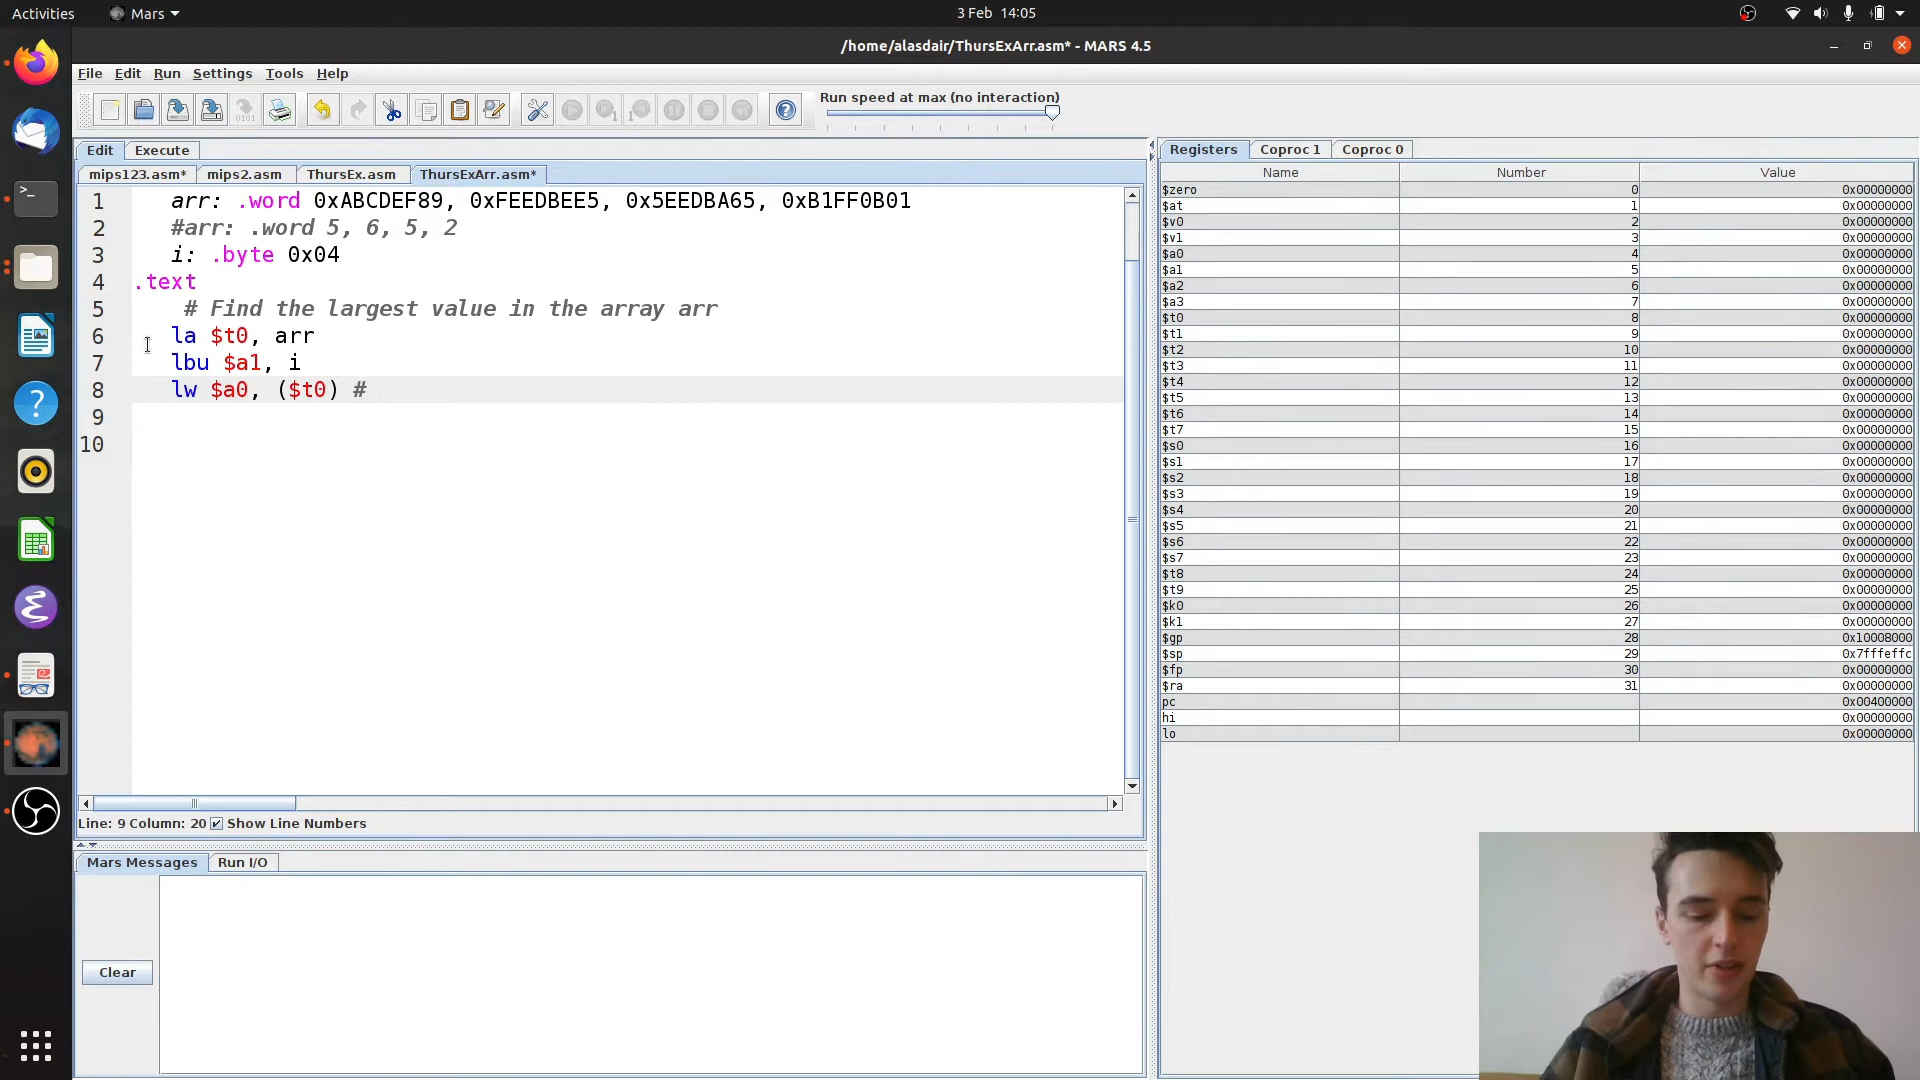 Activities Mars 3 Feb 14:05
/home/alasdair/ThursExArr.asm* - MARS 4.5
File Edit Run Settings Tools Help
Run speed at max (no interaction)
Edit Execute
mips123.asm* mips2.asm ThursEx.asm ThursExArr.asm*
1 arr: .word 0xABCDEF89, 0xFEEDBEE5, 0x5EEDBA65, 0xB1FF0B01
2 #arr: .word 5, 6, 5, 2
3 i: .byte 0x04
4 .text
5 # Find the largest value in the array arr
6 la $t0, arr
7 lbu $a1, i
8 lw $a0, ($t0) #
9
10
Line: 9 Column: 20 Show Line Numbers
Mars Messages Run I/O
Clear
Registers Coproc 1 Coproc 0
Name Number Value
$zero 0 0x00000000
$at 1 0x00000000
$v0 2 0x00000000
$v1 3 0x00000000
$a0 4 0x00000000
$a1 5 0x00000000
$a2 6 0x00000000
$a3 7 0x00000000
$t0 8 0x00000000
$t1 9 0x00000000
$t2 10 0x00000000
$t3 11 0x00000000
$t4 12 0x00000000
$t5 13 0x00000000
$t6 14 0x00000000
$t7 15 0x00000000
$s0 16 0x00000000
$s1 17 0x00000000
$s2 18 0x00000000
$s3 19 0x00000000
$s4 20 0x00000000
$s5 21 0x00000000
$s6 22 0x00000000
$s7 23 0x00000000
$t8 24 0x00000000
$t9 25 0x00000000
$k0 26 0x00000000
$k1 27 0x00000000
$gp 28 0x10008000
$sp 29 0x7fffeffc
$fp 30 0x00000000
$ra 31 0x00000000
pc 0x00400000
hi 0x00000000
lo 0x00000000